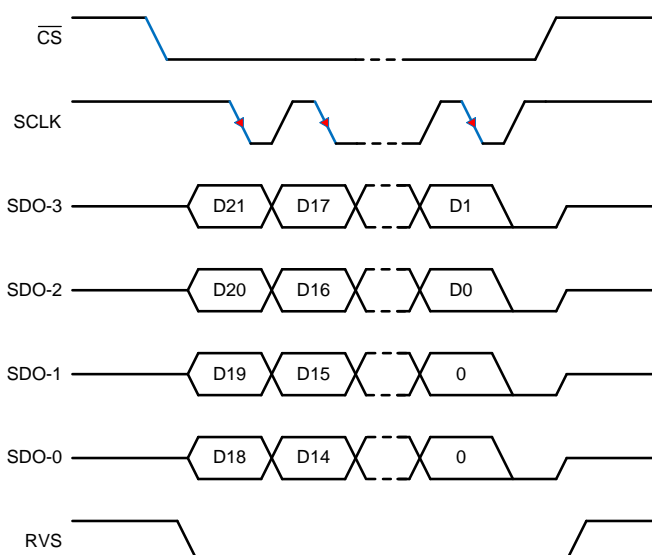 CS
SCLK
SDO-3 D21 D17 D1
SDO-2 D20 D16 D0
SDO-1 D19 D15 0
SDO-0 D18 D14 0
RVS